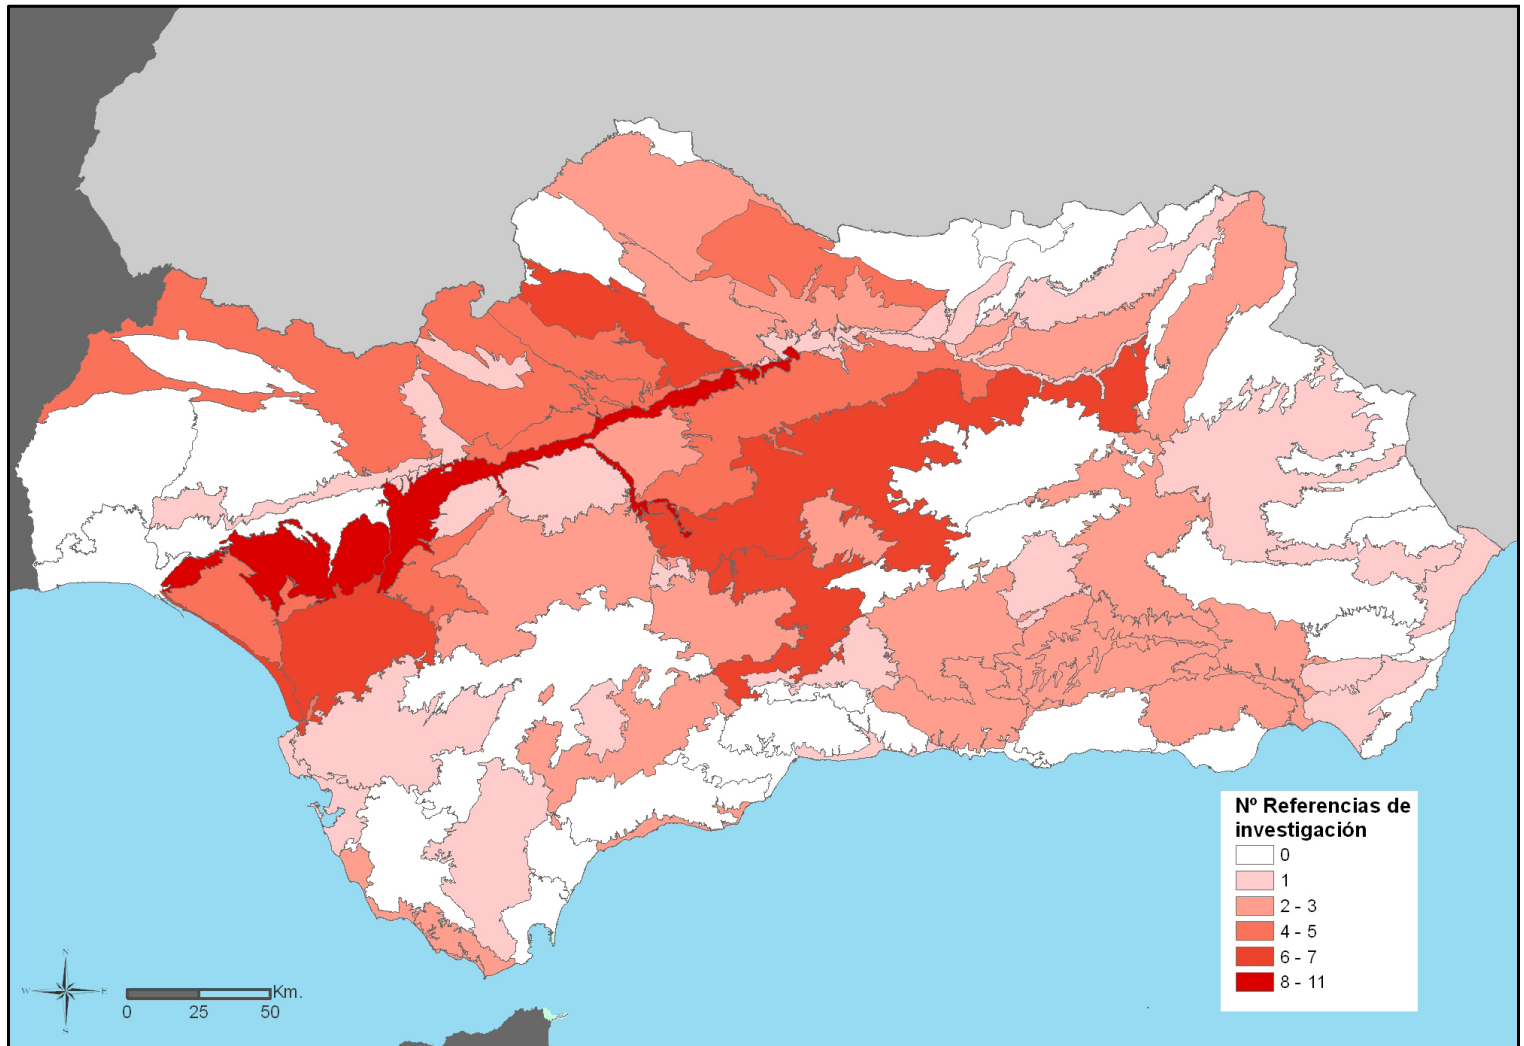 Nº Referencias de
investigación
0
1
2 - 3
4 - 5
6 - 7
8 - 11
N
W E
S
Km.
0 25 50